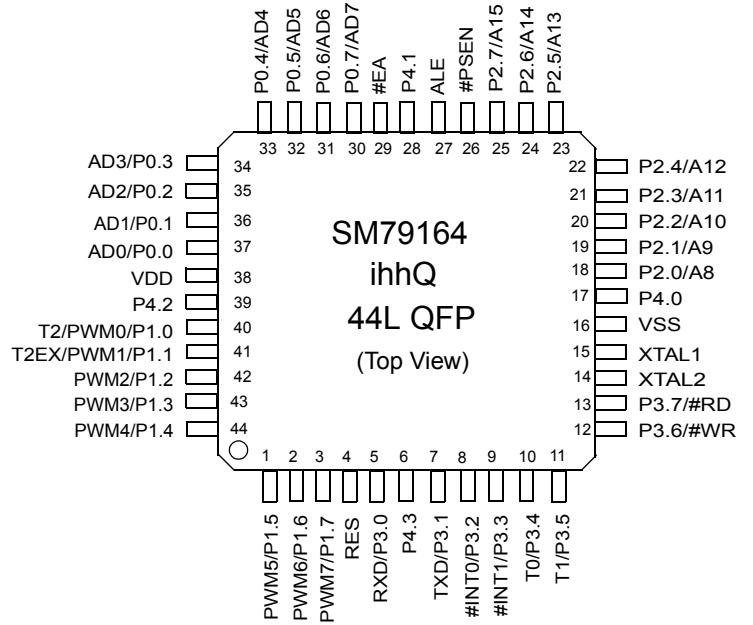 P0.4/AD4
P0.5/AD5
P0.6/AD6
P0.7/AD7
#EA
P4.1
ALE
#PSEN
P2.7/A15
P2.6/A14
P2.5/A13
33 32 31 30 29 28 27 26 25 24 23
AD3/P0.3 34
AD2/P0.2 35
AD1/P0.1 36
AD0/P0.0 37
VDD 38
P4.2 39
T2/PWM0/P1.0 40
T2EX/PWM1/P1.1 41
PWM2/P1.2 42
PWM3/P1.3 43
PWM4/P1.4 44
SM79164
ihhQ
44L QFP
(Top View)
22 P2.4/A12
21 P2.3/A11
20 P2.2/A10
19 P2.1/A9
18 P2.0/A8
17 P4.0
16 VSS
15 XTAL1
14 XTAL2
13 P3.7/#RD
12 P3.6/#WR
1 2 3 4 5 6 7 8 9 10 11
PWM5/P1.5
PWM6/P1.6
PWM7/P1.7
RES
RXD/P3.0
P4.3
TXD/P3.1
#INT0/P3.2
#INT1/P3.3
T0/P3.4
T1/P3.5